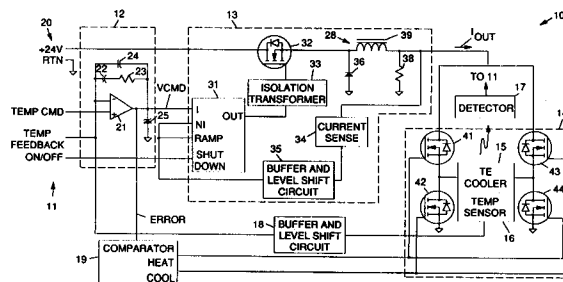 10
12
13
20
+24V
RTN
24
22
23
VCMD
32
28
39
IOUT
TO 11
31
33
36
38
OUT
ISOLATION
TRANSFORMER
17
DETECTOR
TEMP CMD
21
25
I
NI
RAMP
SHUT
DOWN
34
CURRENT
SENSE
14
TEMP
FEEDBACK
ON/OFF
35
BUFFER AND
LEVEL SHIFT
CIRCUIT
41
15
43
TE
COOLER
TEMP
SENSOR
42
44
16
11
ERROR
18
BUFFER AND
LEVEL SHIFT
CIRCUIT
19
COMPARATOR
HEAT
COOL